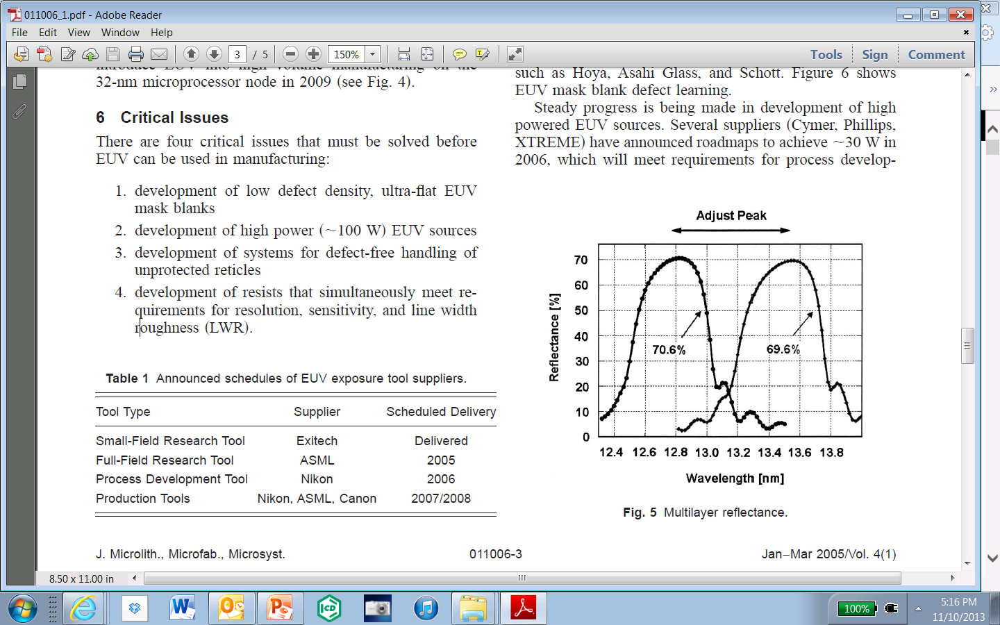 011006_1.pdf - Adobe Reader
File Edit View Window Help
3 / 5 150% Tools Sign Comment
introduce EUV into high volume manufacturing on the
32-nm microprocessor node in 2009 (see Fig. 4).
6 Critical Issues
There are four critical issues that must be solved before
EUV can be used in manufacturing:
1. development of low defect density, ultra-flat EUV
mask blanks
2. development of high power (~100 W) EUV sources
3. development of systems for defect-free handling of
unprotected reticles
4. development of resists that simultaneously meet re-
quirements for resolution, sensitivity, and line width
roughness (LWR).
Table 1 Announced schedules of EUV exposure tool suppliers.
Tool Type Supplier Scheduled Delivery
Small-Field Research Tool Exitech Delivered
Full-Field Research Tool ASML 2005
Process Development Tool Nikon 2006
Production Tools Nikon, ASML, Canon 2007/2008
such as Hoya, Asahi Glass, and Schott. Figure 6 shows
EUV mask blank defect learning.
Steady progress is being made in development of high
powered EUV sources. Several suppliers (Cymer, Phillips,
XTREME) have announced roadmaps to achieve ~30 W in
2006, which will meet requirements for process develop-
Adjust Peak
Reflectance [%]
70
60
50
40
30
20
10
0
70.6% 69.6%
12.4 12.6 12.8 13.0 13.2 13.4 13.6 13.8
Wavelength [nm]
Fig. 5 Multilayer reflectance.
J. Microlith., Microfab., Microsyst. 011006-3 Jan–Mar 2005/Vol. 4(1)
8.50 x 11.00 in
ICD
100%
5:16 PM
11/10/2013